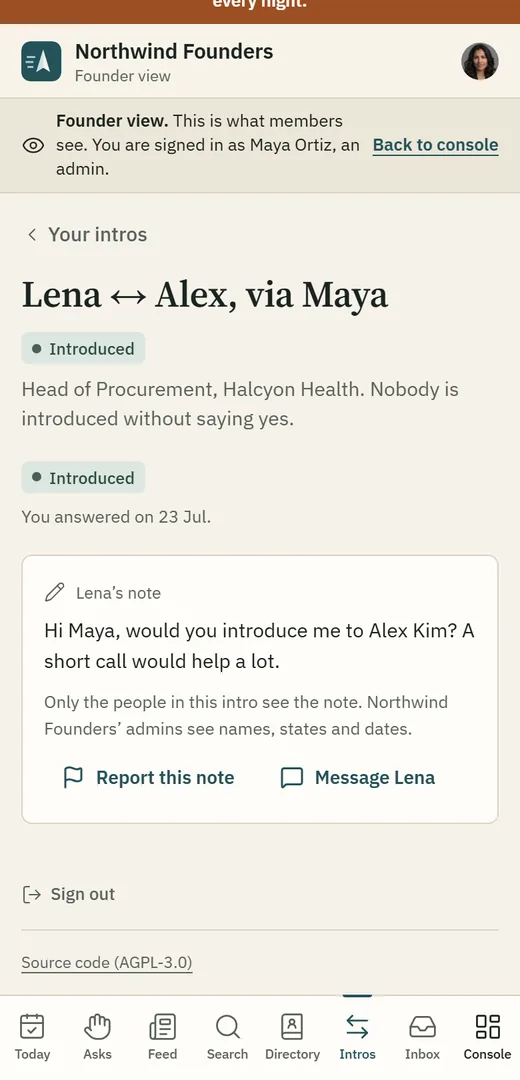 every night.
Northwind Founders
Founder view
Founder view. This is what members
see. You are signed in as Maya Ortiz, an
admin.
Back to console
Your intros
Lena ↔ Alex, via Maya
Introduced
Head of Procurement, Halcyon Health. Nobody is
introduced without saying yes.
Introduced
You answered on 23 Jul.
Lena’s note
Hi Maya, would you introduce me to Alex Kim? A
short call would help a lot.
Only the people in this intro see the note. Northwind
Founders’ admins see names, states and dates.
Report this note
Message Lena
Sign out
Source code (AGPL-3.0)
Today
Asks
Feed
Search
Directory
Intros
Inbox
Console